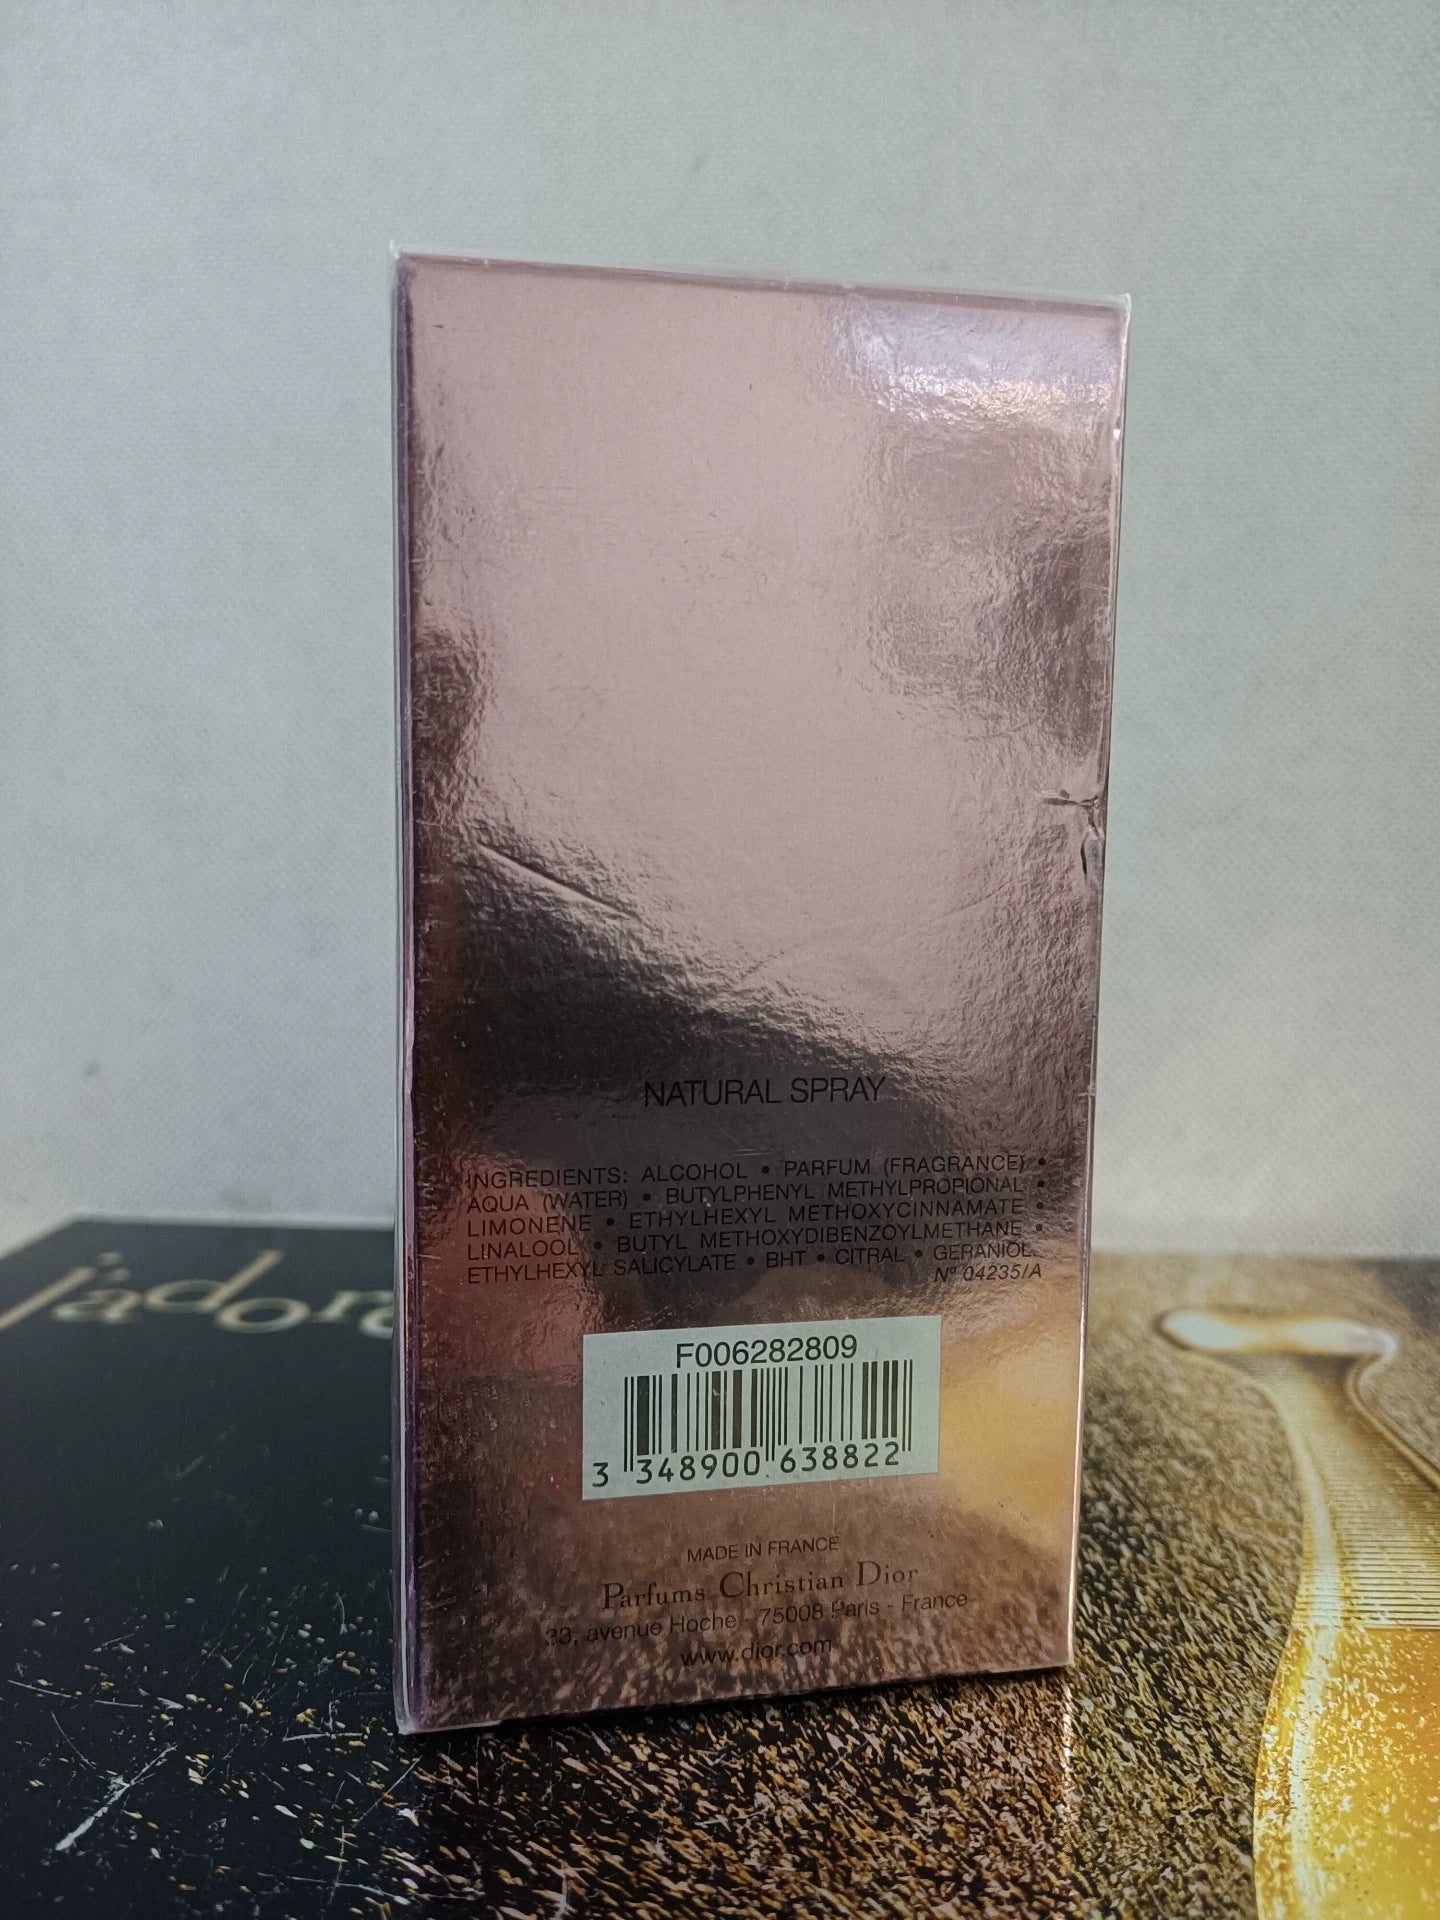 NATURAL SPRAY
INGREDIENTS: ALCOHOL • PARFUM (FRAGRANCE) •
AQUA (WATER) • BUTYLPHENYL METHYLPROPIONAL •
LIMONENE • ETHYLHEXYL METHOXYCINNAMATE •
LINALOOL • BUTYL METHOXYDIBENZOYLMETHANE •
ETHYLHEXYL SALICYLATE • BHT • CITRAL • GERANIOL.
N° 04235/A
F006282809
3 348900 638822
MADE IN FRANCE
Parfums Christian Dior
33, avenue Hoche - 75008 Paris - France
www.dior.com
j'adore